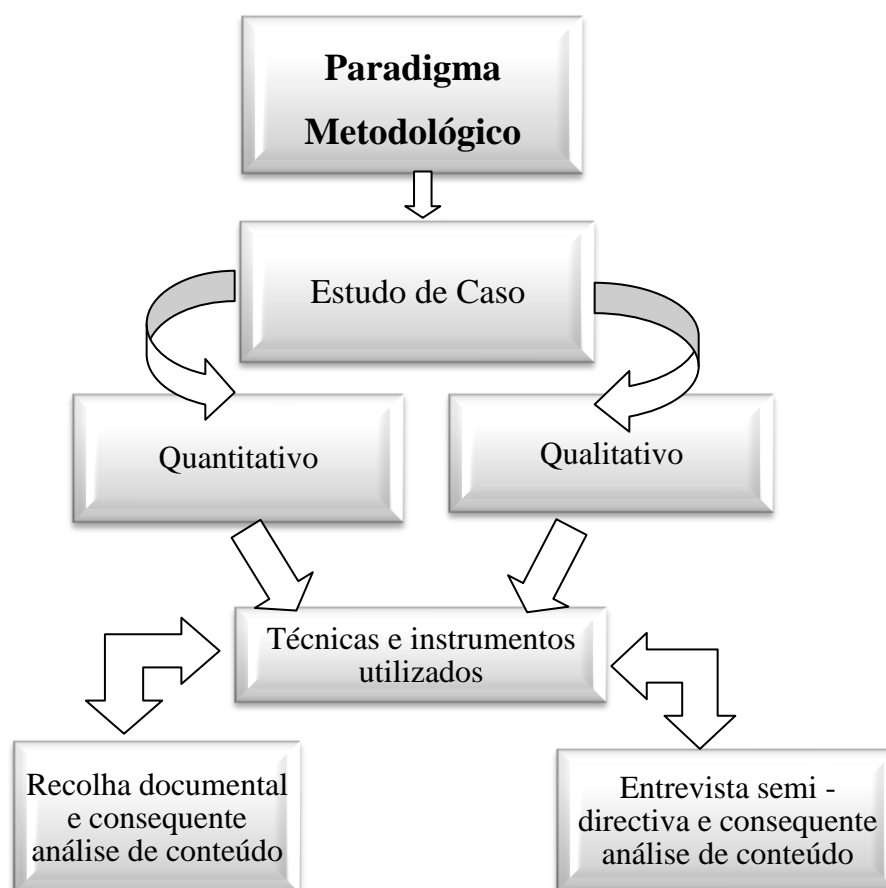 Paradigma
Metodológico
Estudo de Caso
Quantitativo
Qualitativo
Técnicas e instrumentos
utilizados
Recolha documental
e consequente
análise de conteúdo
Entrevista semi -
directiva e consequente
análise de conteúdo